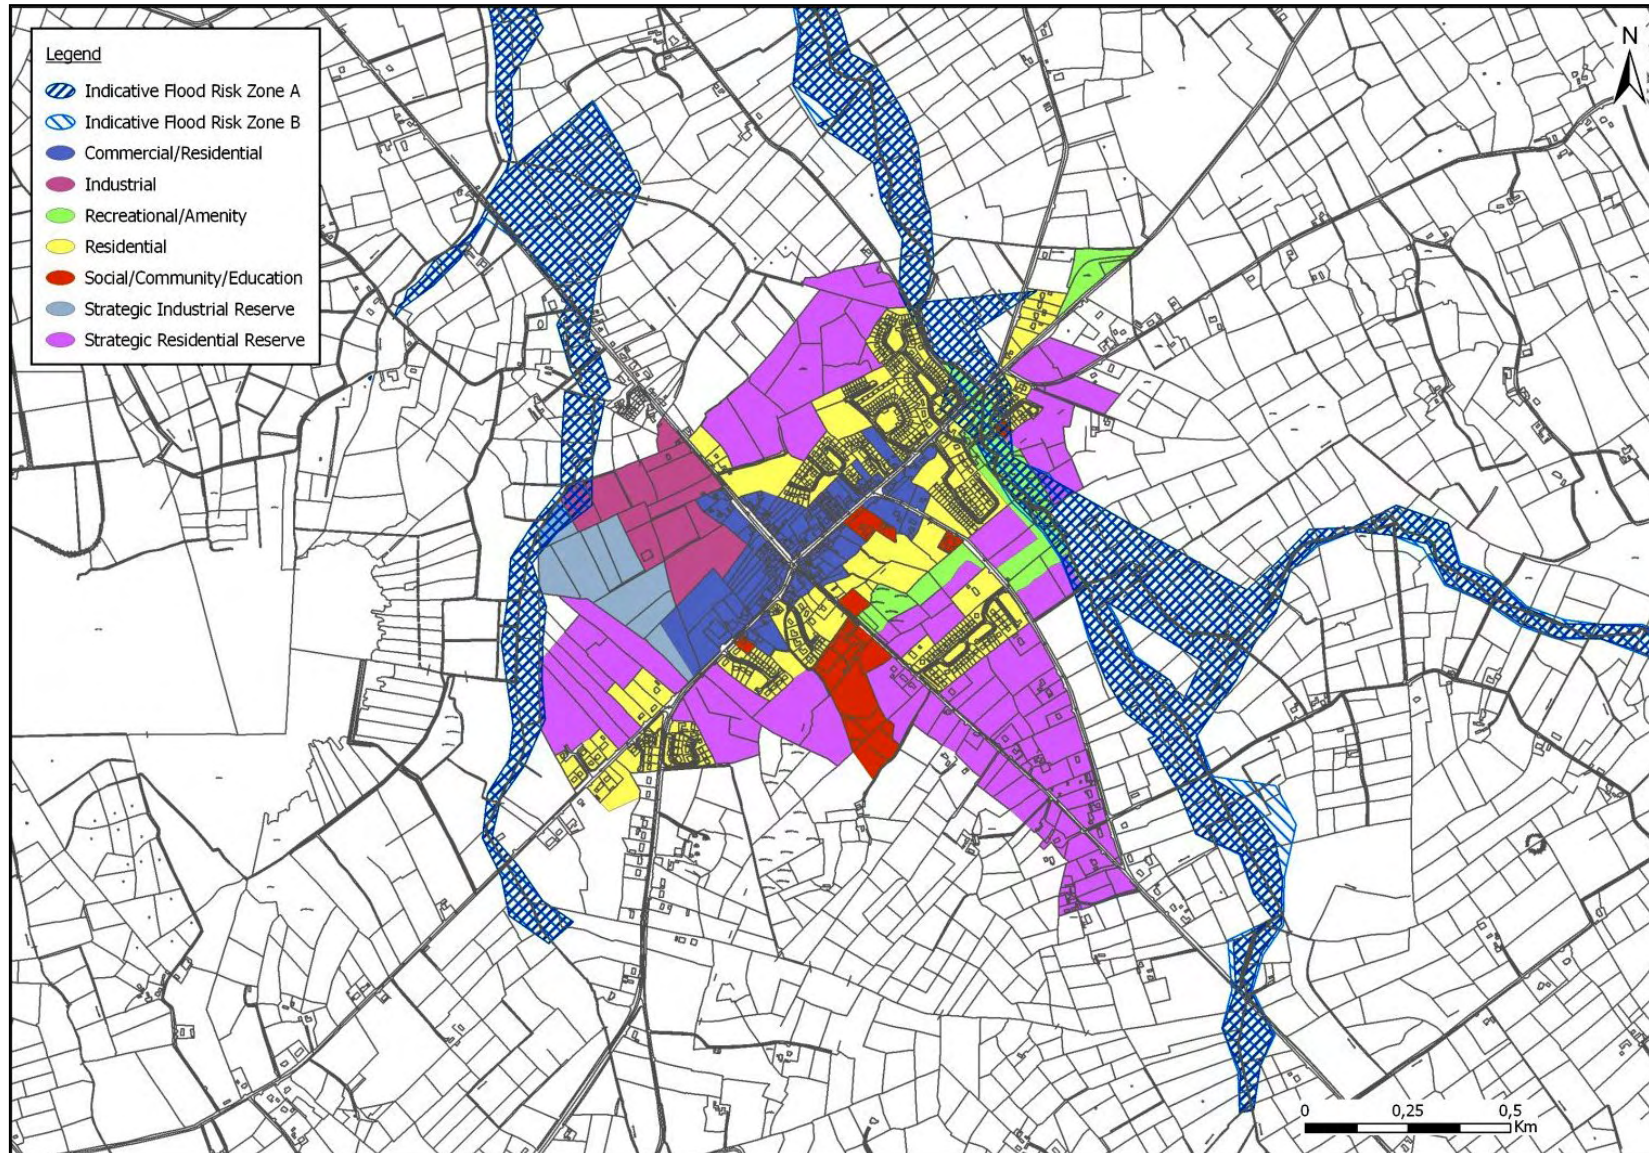 Legend
Indicative Flood Risk Zone A
Indicative Flood Risk Zone B
Commercial/Residential
Industrial
Recreational/Amenity
Residential
Social/Community/Education
Strategic Industrial Reserve
Strategic Residential Reserve
N
0 0,25 0,5
Km